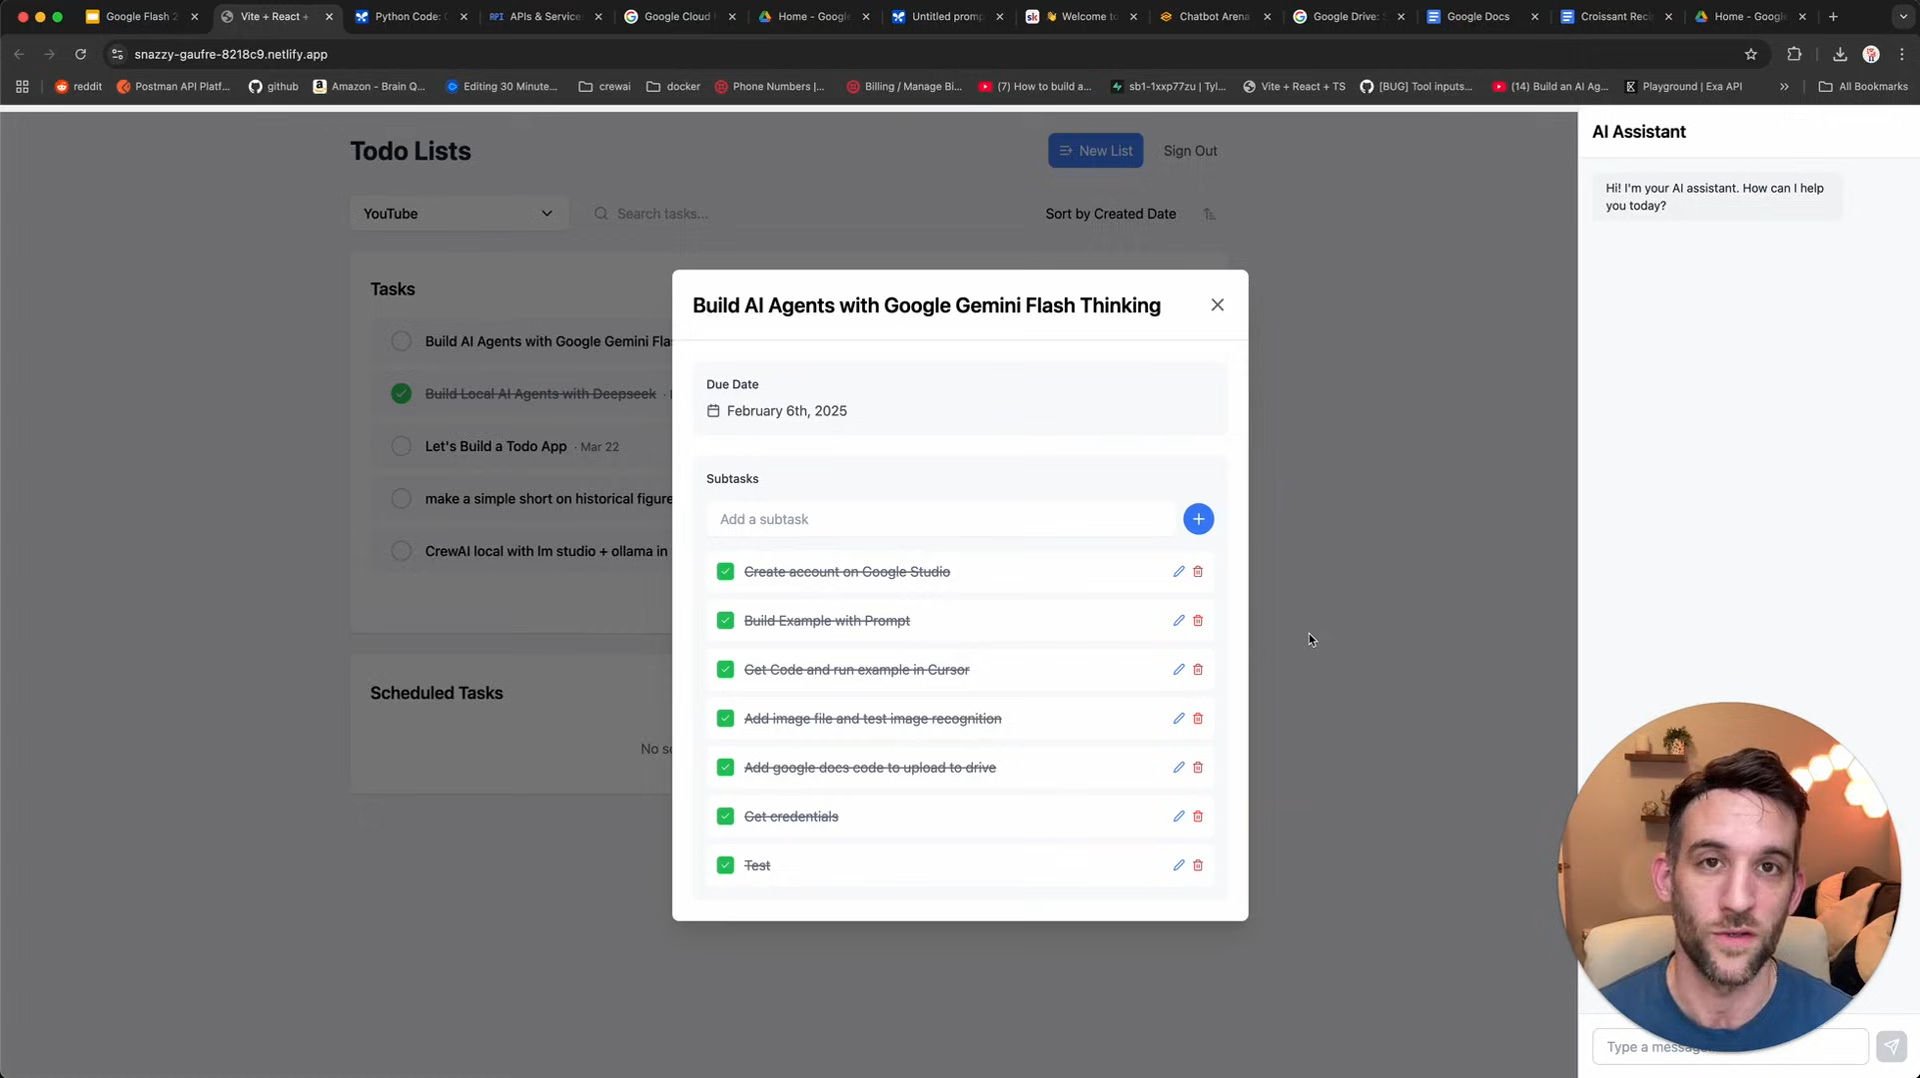 Google Flash 2
Vite + React +
Python Code: C
APIs & Service
Google Cloud
Home - Google
Untitled promp
Welcome to
Chatbot Arena
Google Drive: S
Google Docs
Croissant Reci
Home - Google
snazzy-gaufre-8218c9.netlify.app
reddit
Postman API Platf...
github
Amazon - Brain Q...
Editing 30 Minute...
crewai
docker
Phone Numbers |...
Billing / Manage Bi...
(7) How to build a...
sb1-1xxp77zu | Tyl...
Vite + React + TS
[BUG] Tool inputs...
(14) Build an AI Ag...
Playground | Exa API
All Bookmarks
Todo Lists
New List
Sign Out
YouTube
Search tasks...
Sort by Created Date
Tasks
Build AI Agents with Google Gemini Fla
Build Local AI Agents with Deepseek
Let's Build a Todo App · Mar 22
make a simple short on historical figure
CrewAI local with lm studio + ollama in
Scheduled Tasks
No sc
Build AI Agents with Google Gemini Flash Thinking
Due Date
February 6th, 2025
Subtasks
Add a subtask
Create account on Google Studio
Build Example with Prompt
Get Code and run example in Cursor
Add image file and test image recognition
Add google docs code to upload to drive
Get credentials
Test
AI Assistant
Hi! I'm your AI assistant. How can I help
you today?
Type a message